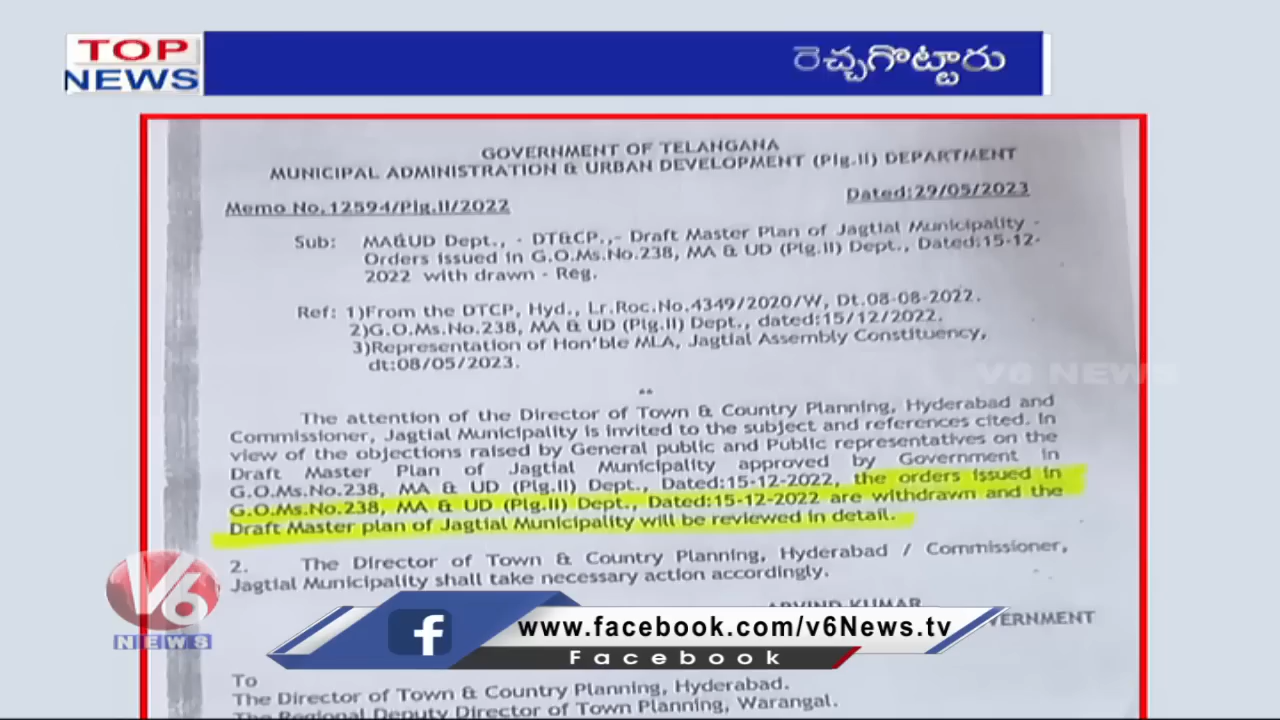 TOP
NEWS
రెచ్చగొట్టారు
GOVERNMENT OF TELANGANA
MUNICIPAL ADMINISTRATION & URBAN DEVELOPMENT (Plg.II) DEPARTMENT
Memo No.12594/Plg.II/2022
Dated:29/05/2023
Sub: MA&UD Dept., - DT&CP.,- Draft Master Plan of Jagtial Municipality -
Orders issued in G.O.Ms.No.238, MA & UD (Plg.II) Dept., Dated:15-12-
2022 with drawn - Reg.
Ref: 1)From the DTCP, Hyd., Lr.Roc.No.4349/2020/W, Dt.08-08-2022.
2)G.O.Ms.No.238, MA & UD (Plg.II) Dept., dated:15/12/2022.
3)Representation of Hon'ble MLA, Jagtial Assembly Constituency,
dt:08/05/2023.
**
The attention of the Director of Town & Country Planning, Hyderabad and
Commissioner, Jagtial Municipality is invited to the subject and references cited. In
view of the objections raised by General public and Public representatives on the
Draft Master Plan of Jagtial Municipality approved by Government in
G.O.Ms.No.238, MA & UD (Plg.II) Dept., Dated:15-12-2022, the orders issued in
G.O.Ms.No.238, MA & UD (Plg.II) Dept., Dated:15-12-2022 are withdrawn and the
Draft Master plan of Jagtial Municipality will be reviewed in detail.
2. The Director of Town & Country Planning, Hyderabad / Commissioner,
Jagtial Municipality shall take necessary action accordingly.
ARVIND KUMAR
VERNMENT
To
The Director of Town & Country Planning, Hyderabad.
The Regional Deputy Director of Town Planning, Warangal.
V6 NEWS
V6
NEWS
f www.facebook.com/v6News.tv
Facebook